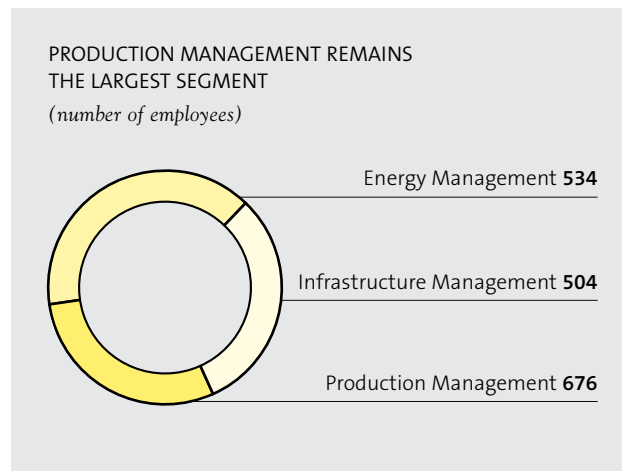 PRODUCTION MANAGEMENT REMAINS
THE LARGEST SEGMENT
(number of employees)
Energy Management 534
Infrastructure Management 504
Production Management 676